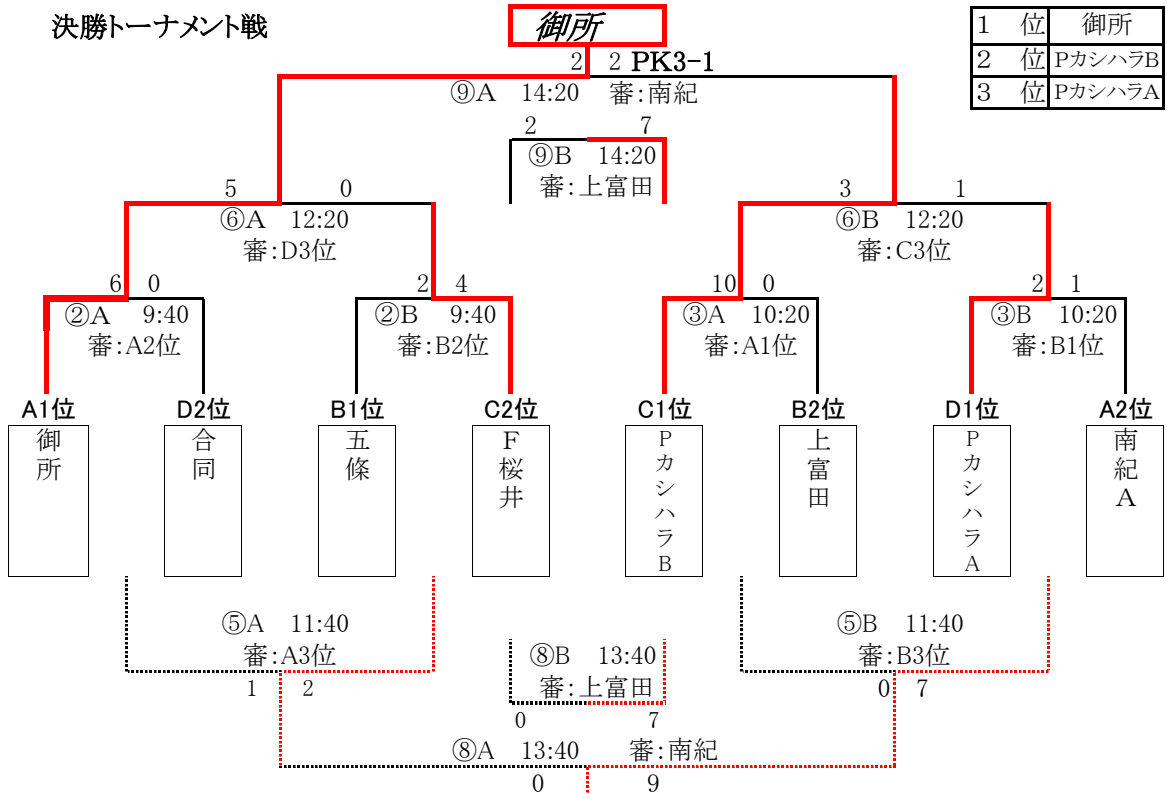 決勝トーナメント戦
御所
1 位 御所
2 位 PカシハラB
3 位 PカシハラA
2 2 PK3-1
⑨A 14:20 審:南紀
2 7
⑨B 14:20
審:上富田
5 0
⑥A 12:20
審:D3位
3 1
⑥B 12:20
審:C3位
6 0
②A 9:40
審:A2位
2 4
②B 9:40
審:B2位
10 0
③A 10:20
審:A1位
2 1
③B 10:20
審:B1位
A1位 D2位 B1位 C2位 C1位 B2位 D1位 A2位
御所
合同
五條
F桜井
PカシハラB
上富田
PカシハラA
南紀A
⑤A 11:40
審:A3位
1 2
⑧B 13:40
審:上富田
0 7
⑤B 11:40
審:B3位
0 7
⑧A 13:40 審:南紀
0 9